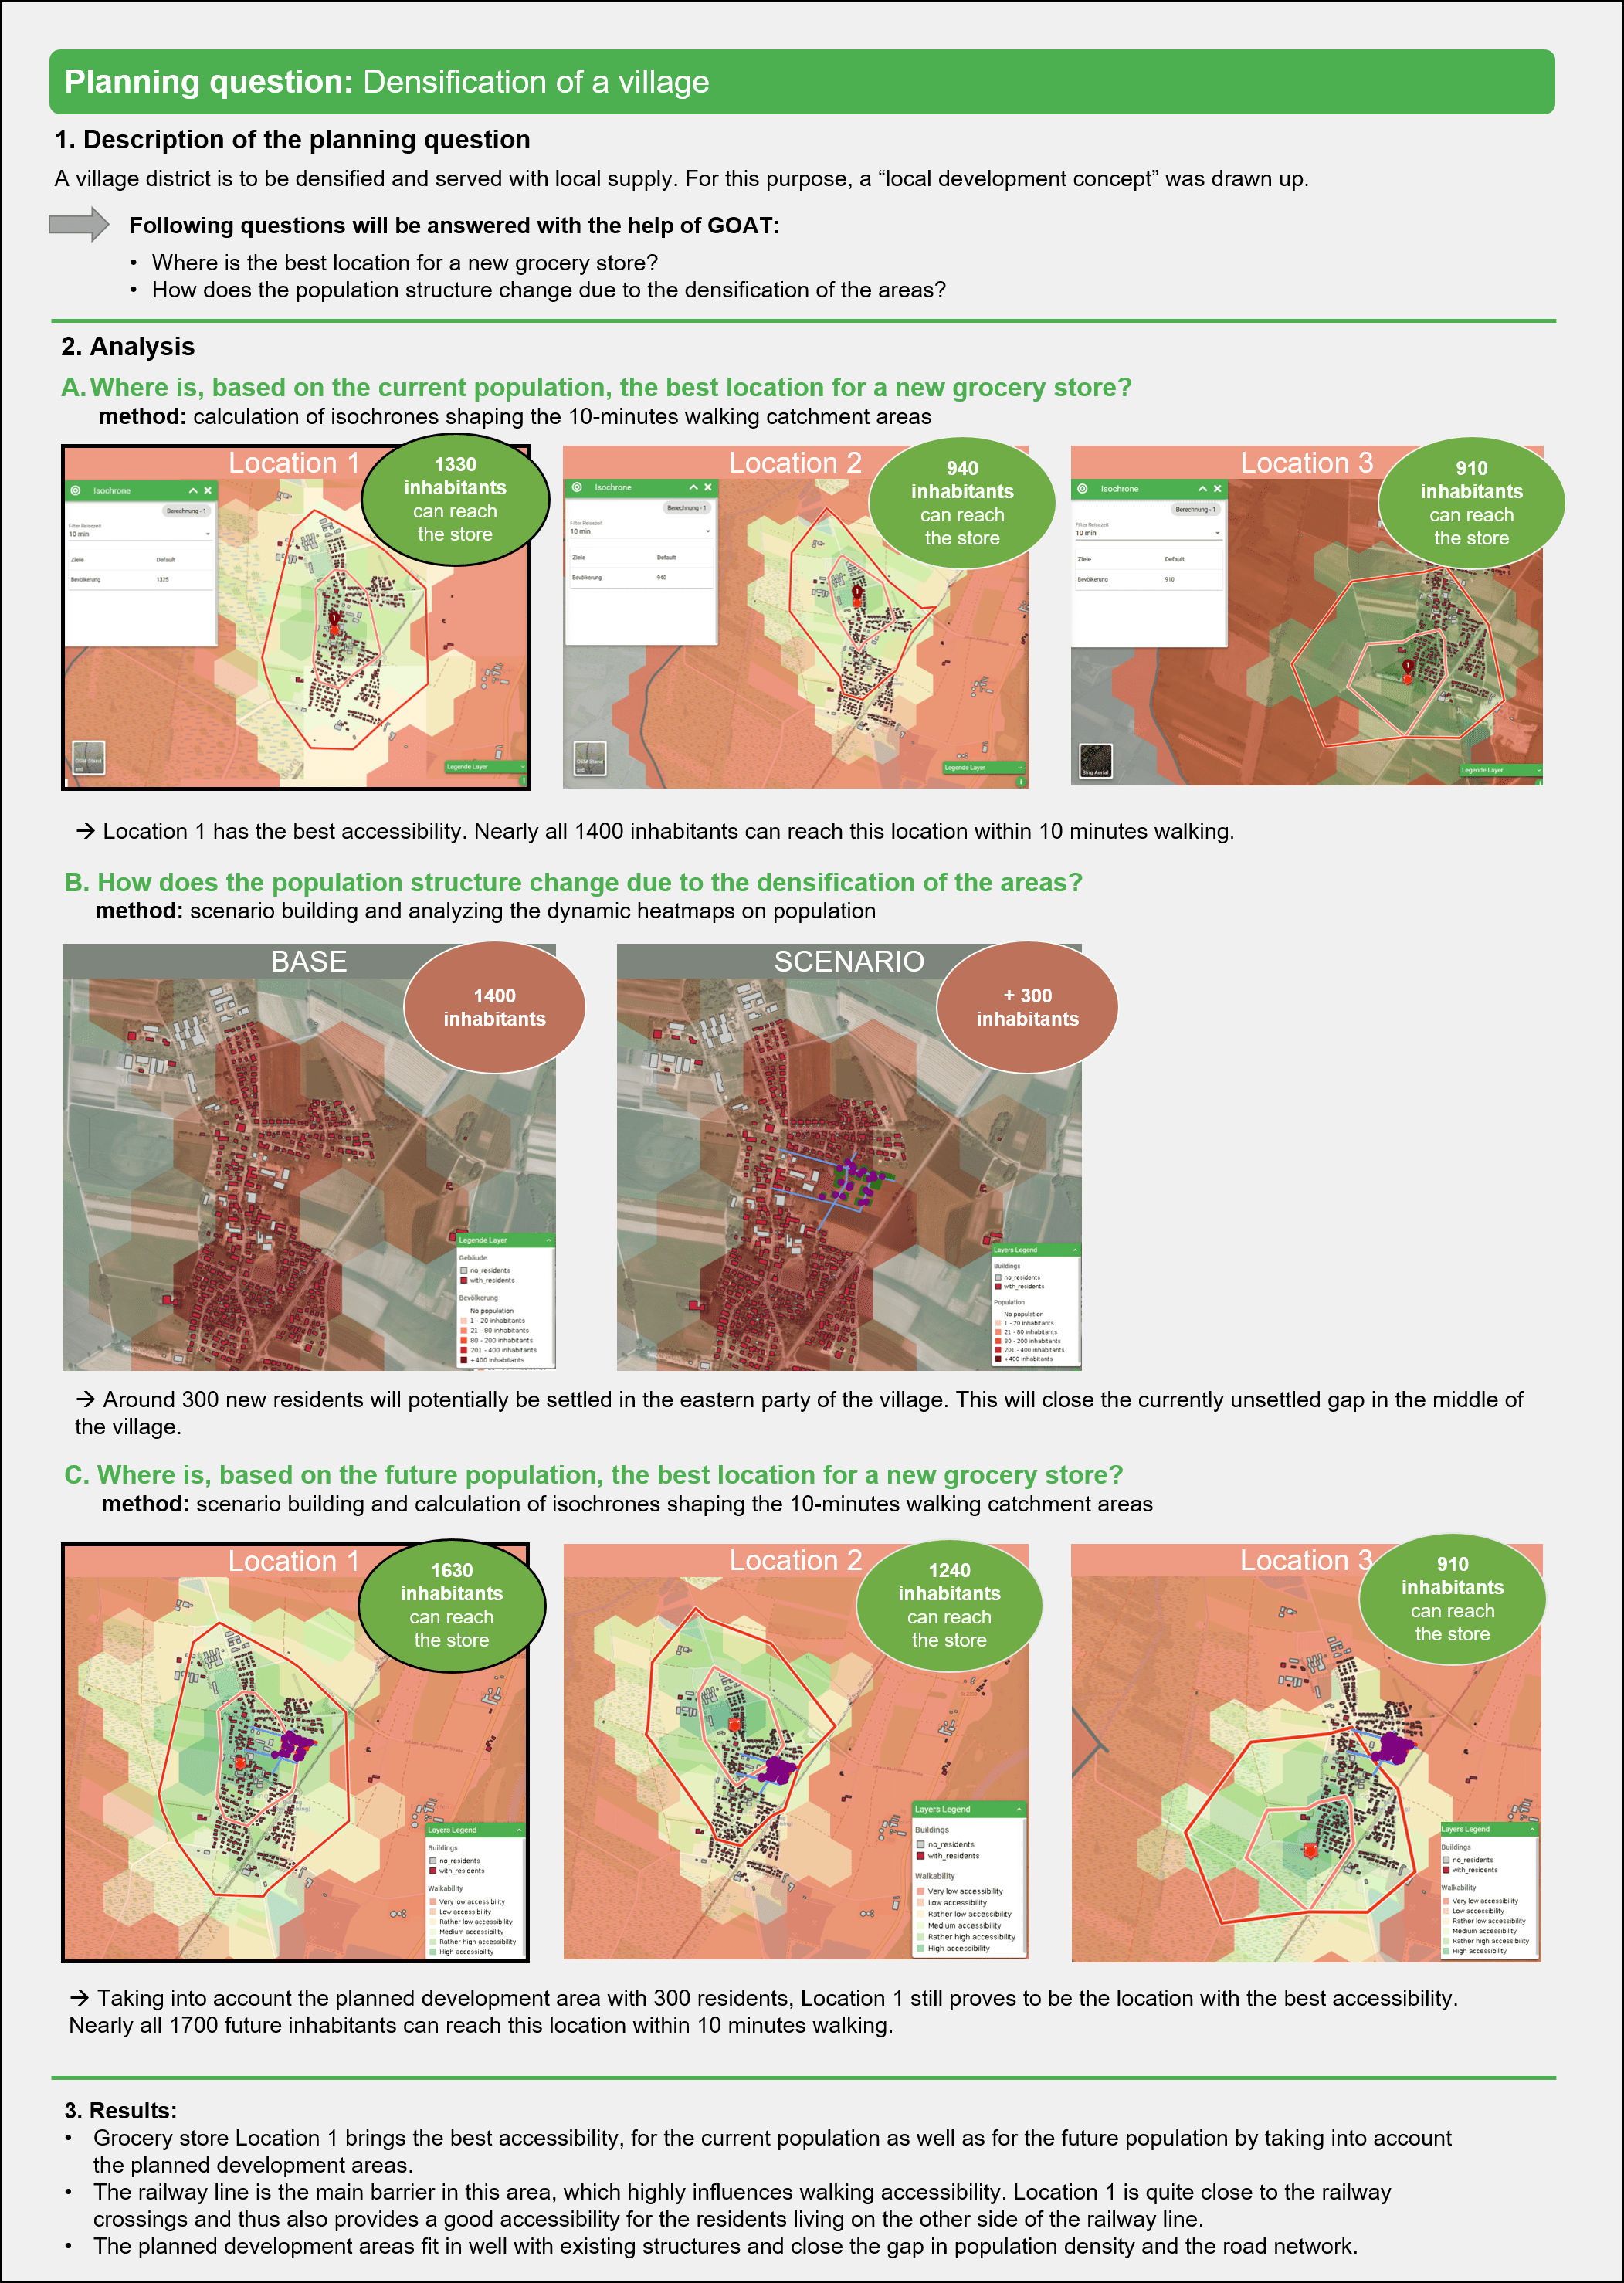 Planning question: Densification of a village
1. Description of the planning question
A village district is to be densified and served with local supply. For this purpose, a “local development concept” was drawn up.
Following questions will be answered with the help of GOAT:
• Where is the best location for a new grocery store?
• How does the population structure change due to the densification of the areas?
2. Analysis
A. Where is, based on the current population, the best location for a new grocery store?
method: calculation of isochrones shaping the 10-minutes walking catchment areas
Location 1
1330
inhabitants
can reach
the store
Isochrone
Berechnung - 1
Filter Reisezeit
10 min
Ziele Default
Bevölkerung 1325
Legende Layer
Location 2
940
inhabitants
can reach
the store
Isochrone
Berechnung - 1
Filter Reisezeit
10 min
Ziele Default
Bevölkerung 940
Legende Layer
Location 3
910
inhabitants
can reach
the store
Isochrone
Berechnung - 1
Filter Reisezeit
10 min
Ziele Default
Bevölkerung 910
Bing Aerial
Legende Layer
→ Location 1 has the best accessibility. Nearly all 1400 inhabitants can reach this location within 10 minutes walking.
B. How does the population structure change due to the densification of the areas?
method: scenario building and analyzing the dynamic heatmaps on population
BASE
1400
inhabitants
Legende Layer
Gebäude
no_residents
with_residents
Bevölkerung
No population
1 - 20 inhabitants
21 - 80 inhabitants
80 - 200 inhabitants
201 - 400 inhabitants
+400 inhabitants
SCENARIO
+ 300
inhabitants
Layers Legend
Buildings
no_residents
with_residents
Population
No population
1 - 20 inhabitants
21 - 80 inhabitants
80 - 200 inhabitants
201 - 400 inhabitants
+400 inhabitants
→ Around 300 new residents will potentially be settled in the eastern party of the village. This will close the currently unsettled gap in the middle of
the village.
C. Where is, based on the future population, the best location for a new grocery store?
method: scenario building and calculation of isochrones shaping the 10-minutes walking catchment areas
Location 1
1630
inhabitants
can reach
the store
Layers Legend
Buildings
no_residents
with_residents
Walkability
Very low accessibility
Low accessibility
Rather low accessibility
Medium accessibility
Rather high accessibility
High accessibility
Location 2
1240
inhabitants
can reach
the store
Layers Legend
Buildings
no_residents
with_residents
Walkability
Very low accessibility
Low accessibility
Rather low accessibility
Medium accessibility
Rather high accessibility
High accessibility
Location 3
910
inhabitants
can reach
the store
Layers Legend
Buildings
no_residents
with_residents
Walkability
Very low accessibility
Low accessibility
Rather low accessibility
Medium accessibility
Rather high accessibility
High accessibility
→ Taking into account the planned development area with 300 residents, Location 1 still proves to be the location with the best accessibility.
Nearly all 1700 future inhabitants can reach this location within 10 minutes walking.
3. Results:
• Grocery store Location 1 brings the best accessibility, for the current population as well as for the future population by taking into account
the planned development areas.
• The railway line is the main barrier in this area, which highly influences walking accessibility. Location 1 is quite close to the railway
crossings and thus also provides a good accessibility for the residents living on the other side of the railway line.
• The planned development areas fit in well with existing structures and close the gap in population density and the road network.